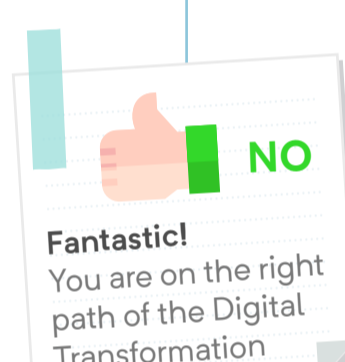 NO
Fantastic!
You are on the right
path of the Digital
Transformation